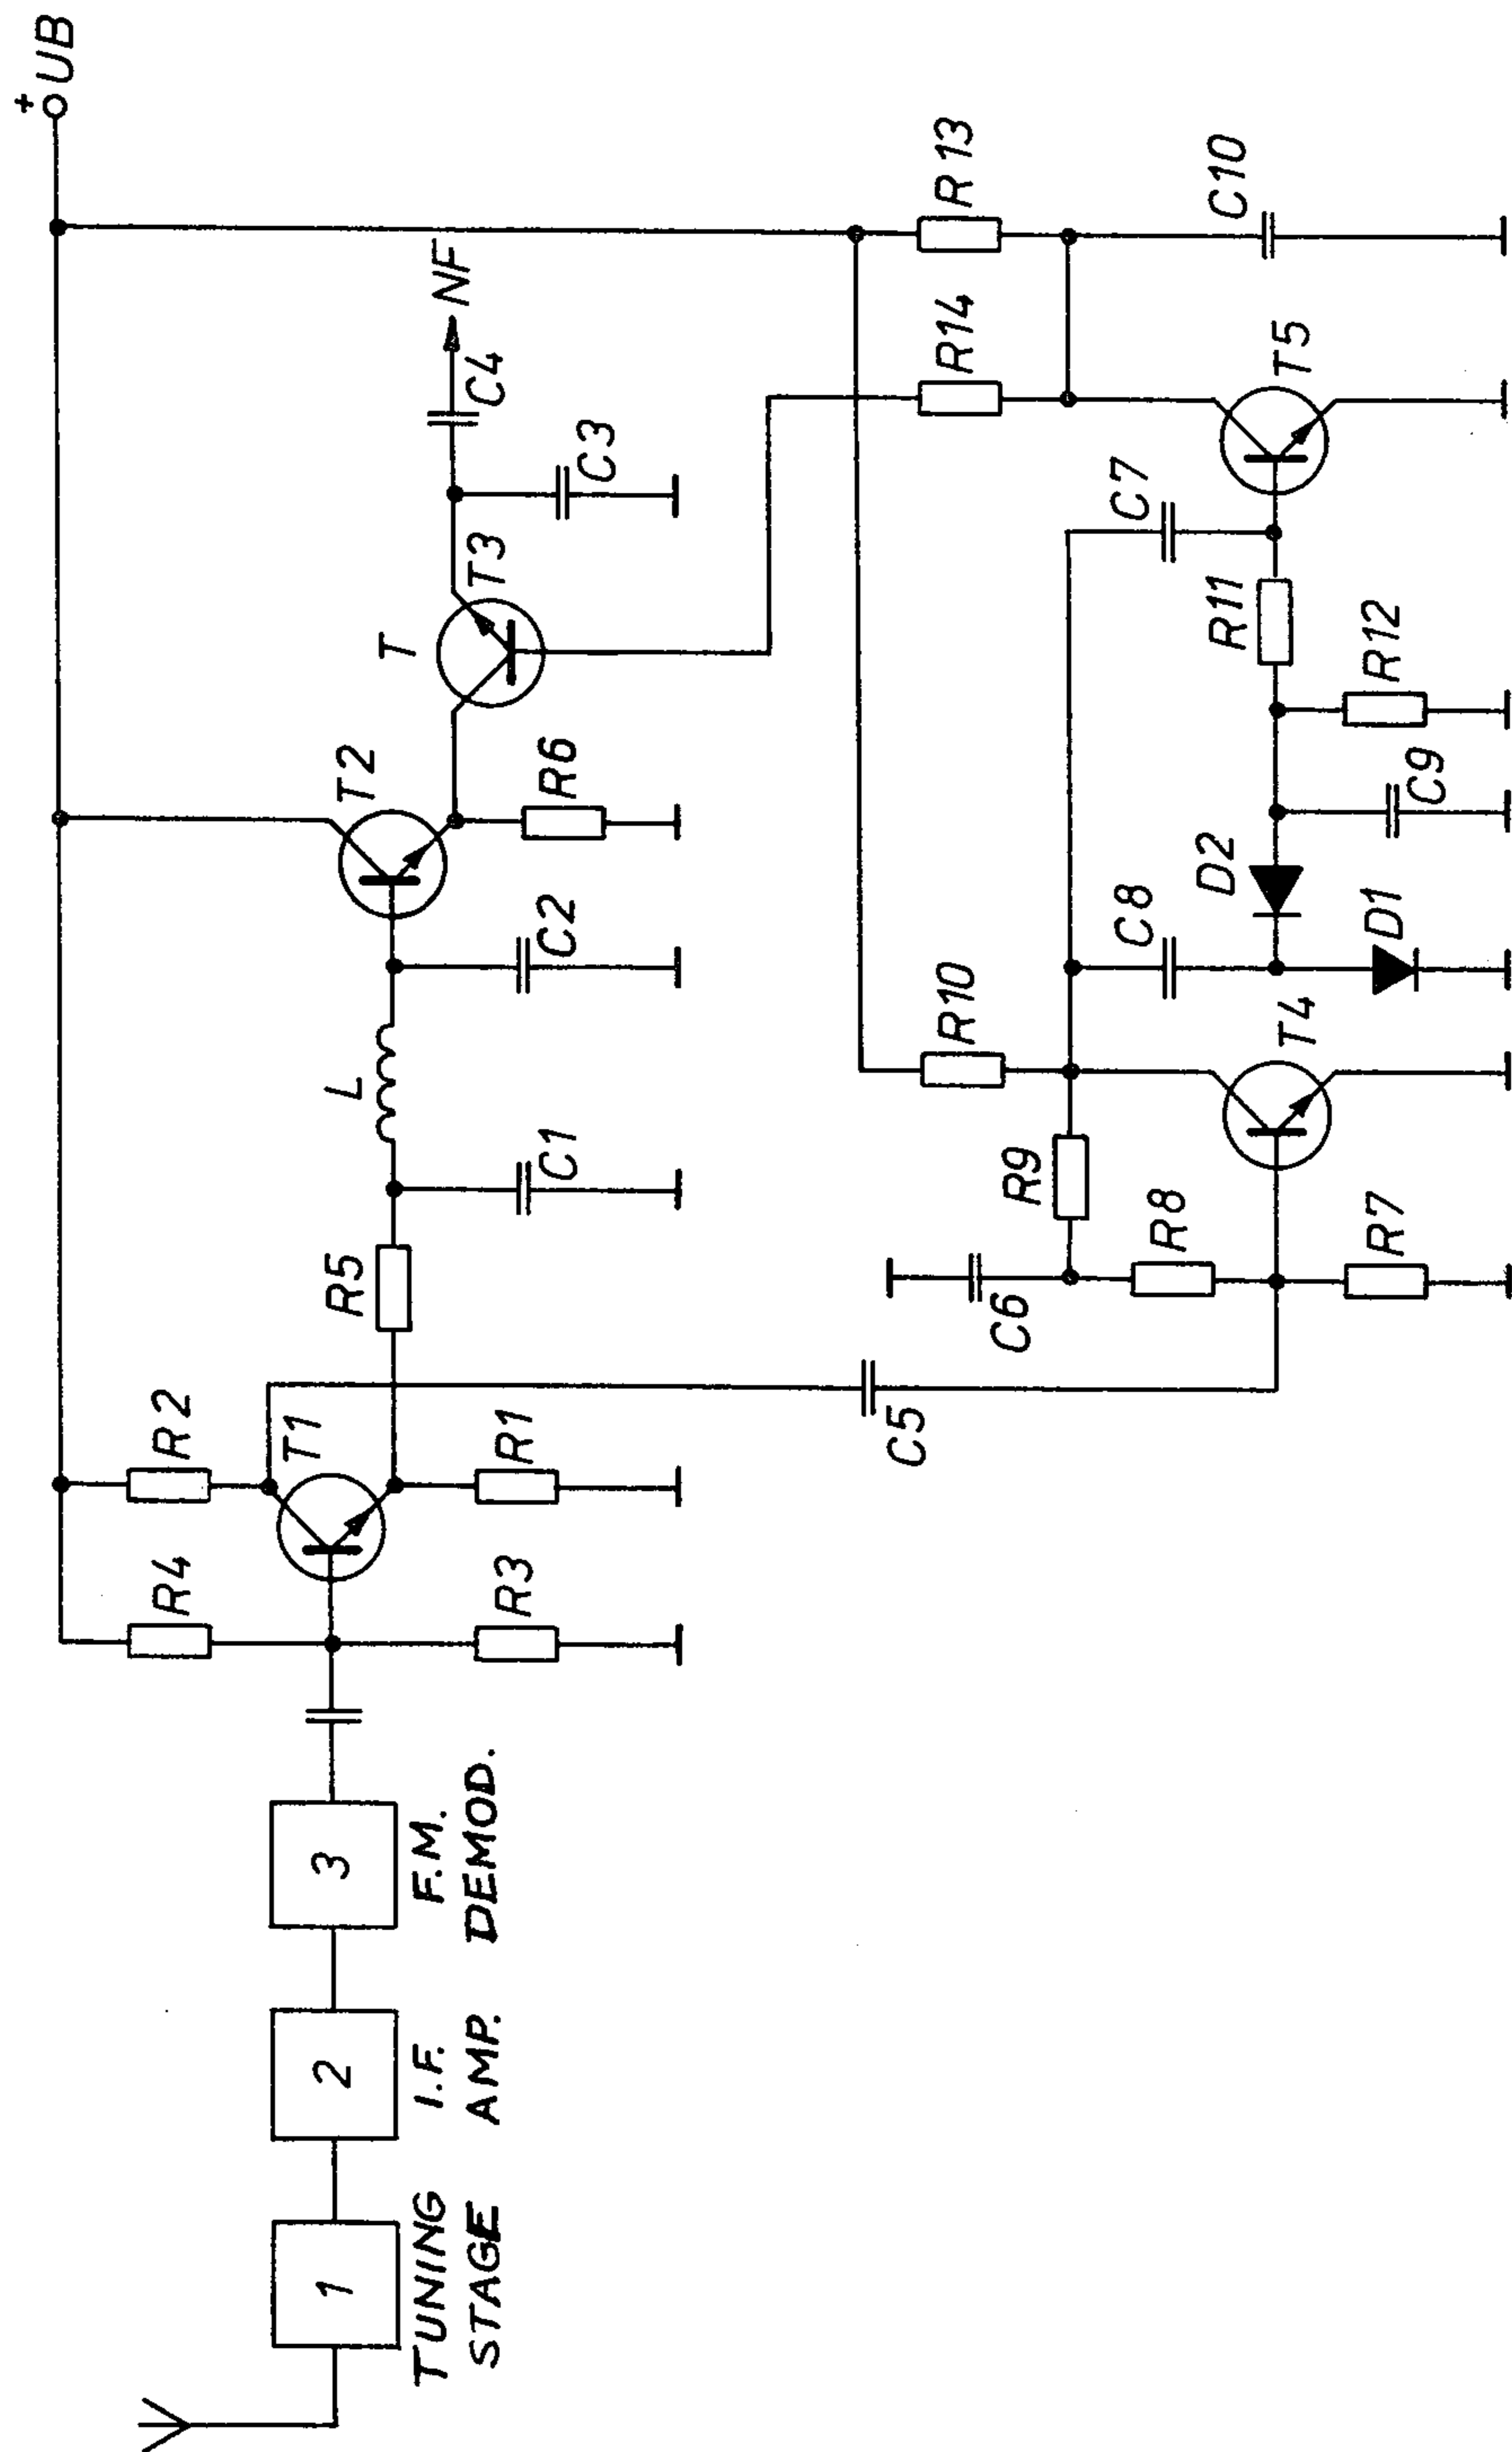 +
UB
R4
R2
T1
R3
R1
R5
C1
L
C2
T2
R6
T
T3
C3
C4
NF
1
2
3
TUNING
STAGE
I.F.
AMP.
F.M.
DEMOD.
C5
C6
R9
R10
R8
R7
T4
C8
D1
D2
C9
R12
R11
C7
T5
R14
R13
C10